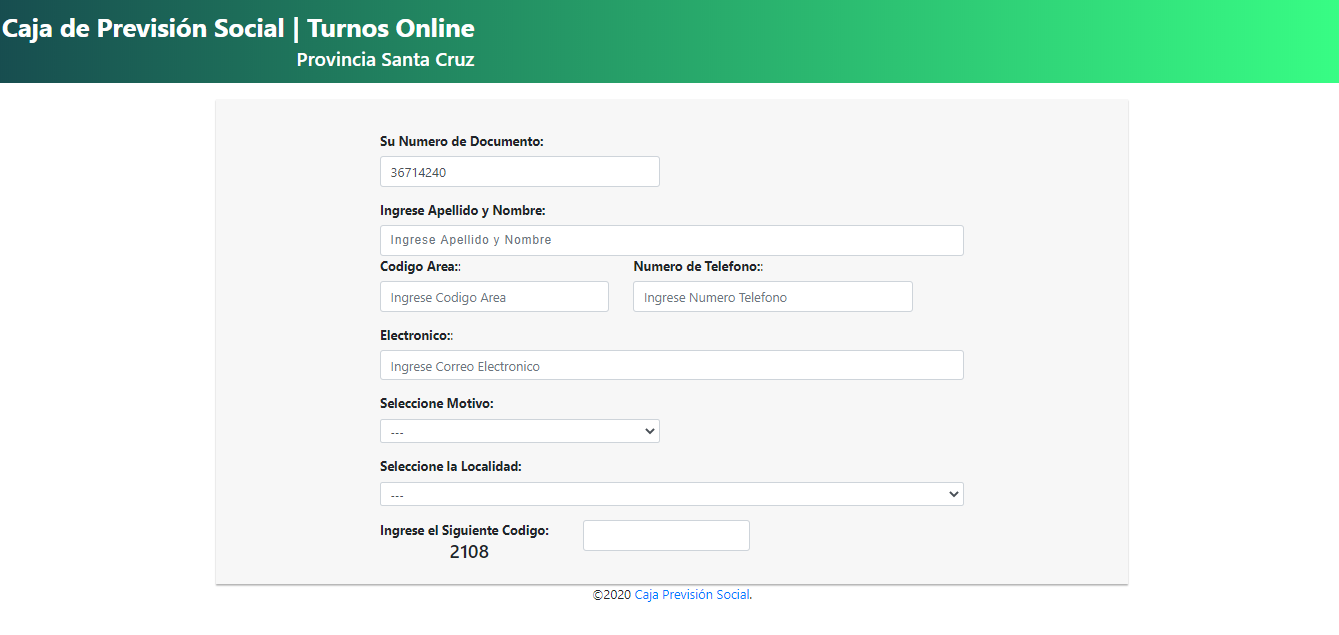 Caja de Previsión Social | Turnos Online
Provincia Santa Cruz
Su Numero de Documento:
36714240
Ingrese Apellido y Nombre:
Ingrese Apellido y Nombre
Codigo Area:: Numero de Telefono::
Ingrese Codigo Area Ingrese Numero Telefono
Electronico::
Ingrese Correo Electronico
Seleccione Motivo:
---
Seleccione la Localidad:
---
Ingrese el Siguiente Codigo:
2108
©2020 Caja Previsión Social.